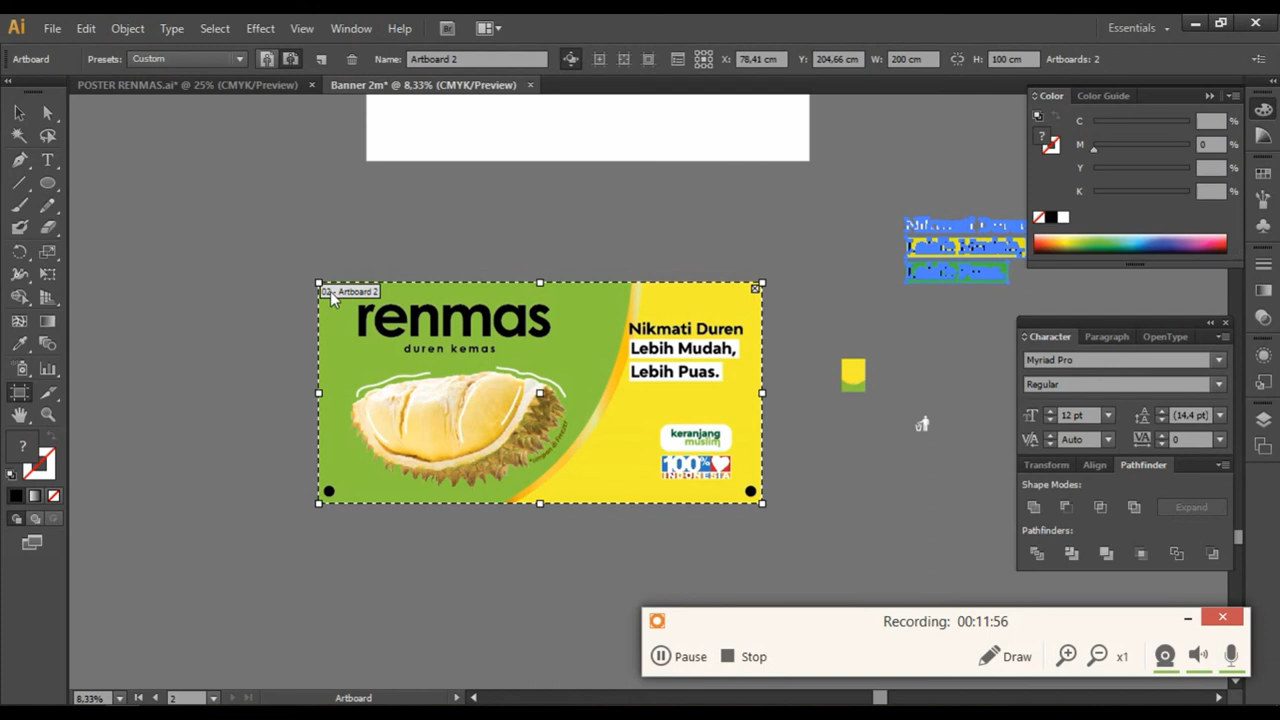 Ai File Edit Object Type Select Effect View Window Help Br Essentials
Artboard Presets: Custom Name: Artboard 2 X: 78,41 cm Y: 204,66 cm W: 200 cm H: 100 cm Artboards: 2
POSTER RENMAS.ai* @ 25% (CMYK/Preview) × Banner 2m* @ 8,33% (CMYK/Preview) ×
Color Color Guide
C %
M 0 %
Y %
K %
02 - Artboard 2
renmas
duren kemas
Nikmati Duren
Lebih Mudah,
Lebih Puas.
keranjang
muslim
100%
INDONESIA
Lebih Mudah,
Lebih Puas.
Character Paragraph OpenType
Myriad Pro
Regular
12 pt (14,4 pt)
Auto 0
Transform Align Pathfinder
Shape Modes:
Expand
Pathfinders:
Recording: 00:11:56
Pause Stop Draw x1
8,33% 2 Artboard